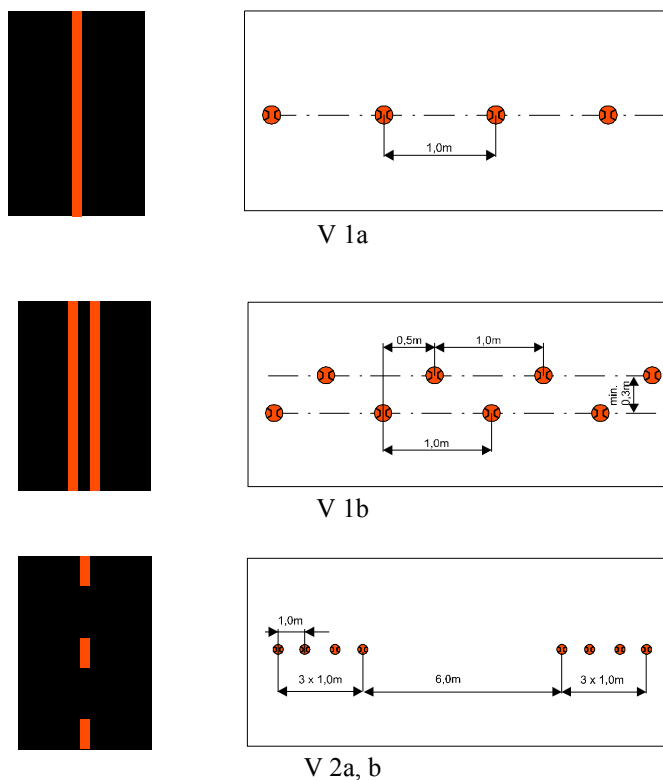 1,0m
V 1a
0,5m
1,0m
min.
0,3m
1,0m
V 1b
1,0m
3 x 1,0m
6,0m
3 x 1,0m
V 2a, b